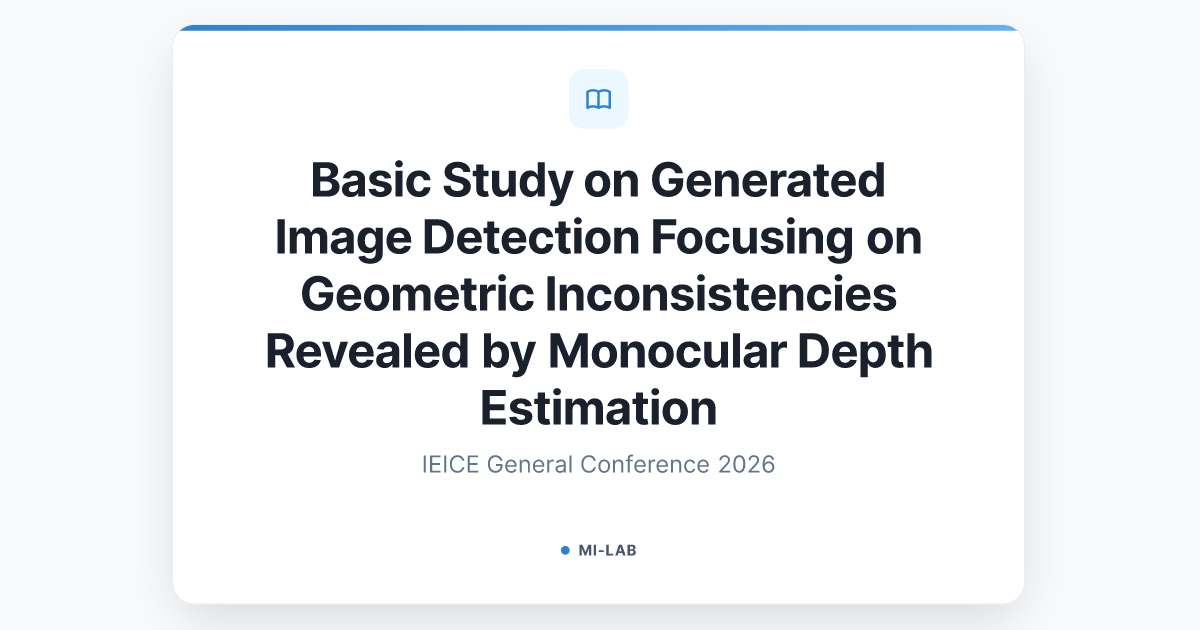 Basic Study on Generated
Image Detection Focusing on
Geometric Inconsistencies
Revealed by Monocular Depth
Estimation
IEICE General Conference 2026
MI-LAB